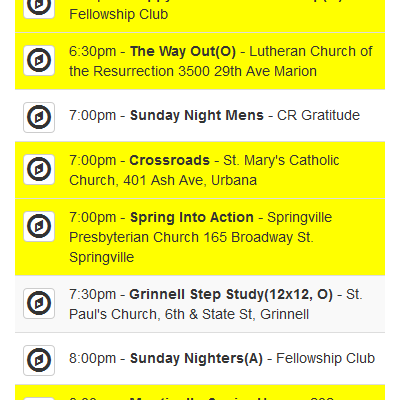 Fellowship Club
6:30pm - The Way Out(O) - Lutheran Church of
the Resurrection 3500 29th Ave Marion
7:00pm - Sunday Night Mens - CR Gratitude
7:00pm - Crossroads - St. Mary's Catholic
Church, 401 Ash Ave, Urbana
7:00pm - Spring Into Action - Springville
Presbyterian Church 165 Broadway St.
Springville
7:30pm - Grinnell Step Study(12x12, O) - St.
Paul's Church, 6th & State St, Grinnell
8:00pm - Sunday Nighters(A) - Fellowship Club